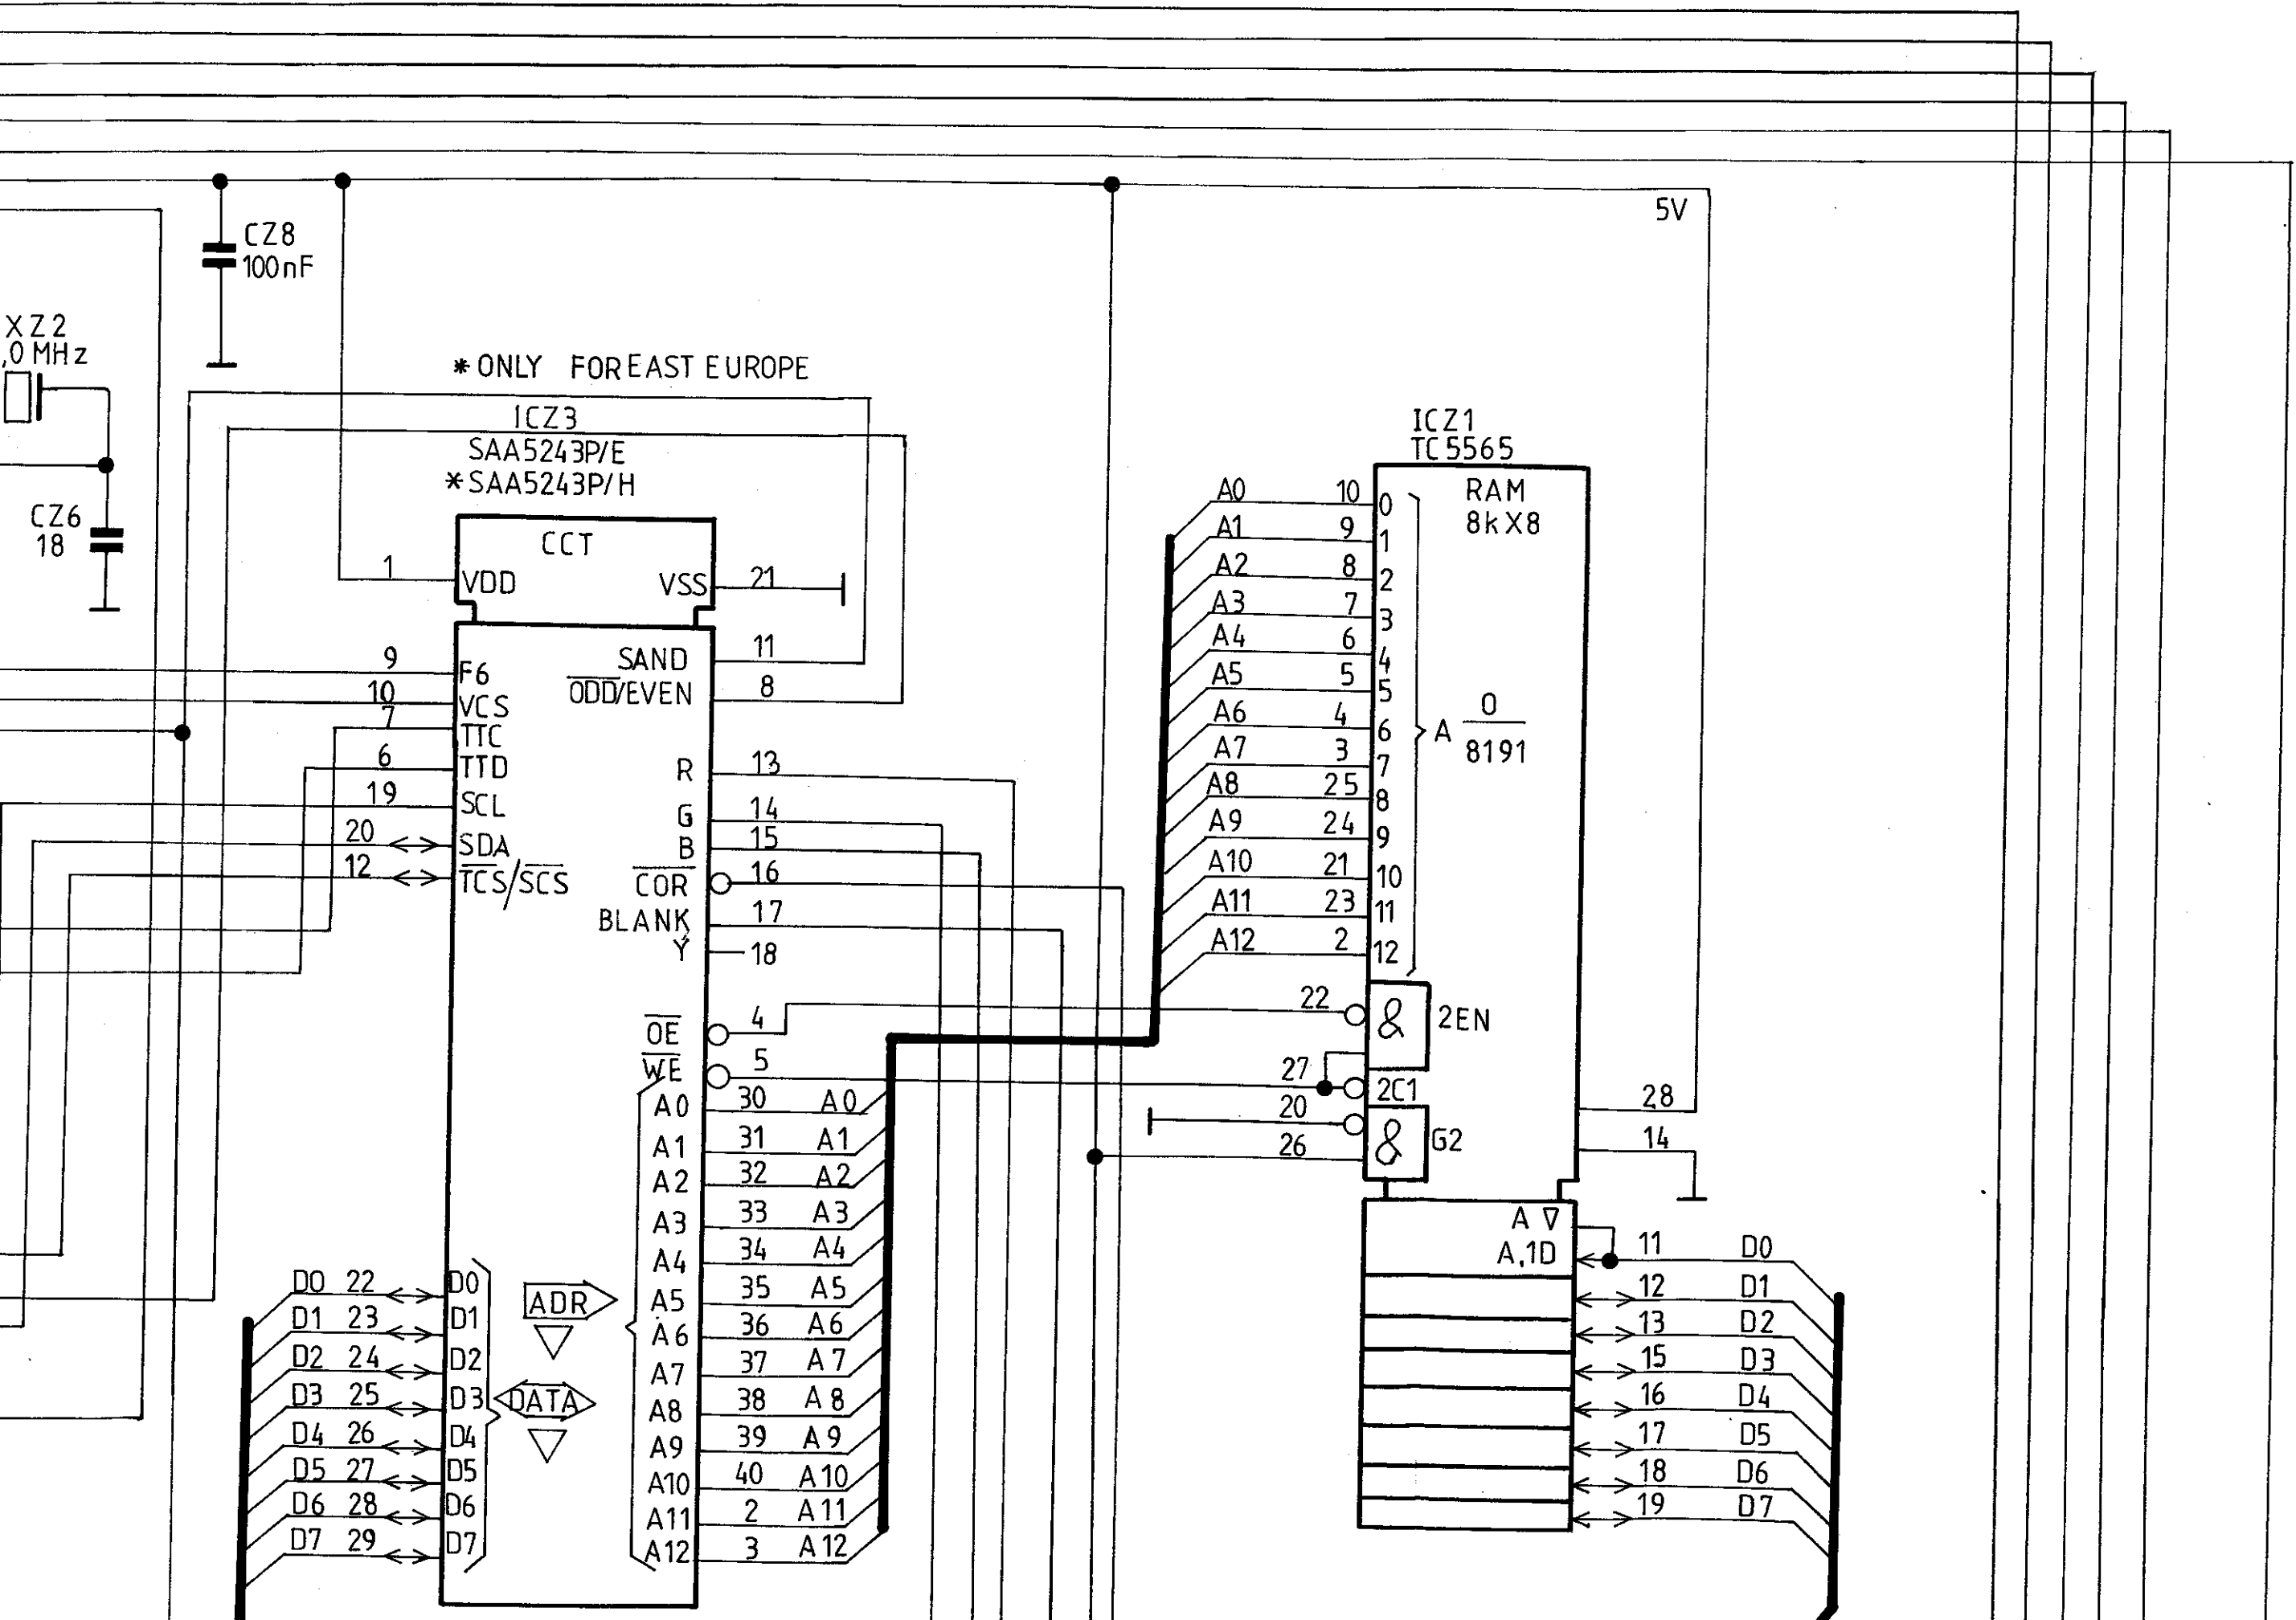 5V
CZ8
100nF
XZ2
,0 MHz
CZ6
18
*ONLY FOR EAST EUROPE
ICZ3
SAA5243P/E
*SAA5243P/H
CCT
1 VDD
VSS 21
9 F6
10 VCS
7 TTC
6 TTD
19 SCL
20 SDA
12 TCS/SCS
SAND 11
ODD/EVEN 8
R 13
G 14
B 15
COR 16
BLANK 17
Y 18
OE 4
WE 5
A0 30 A0
A1 31 A1
A2 32 A2
A3 33 A3
A4 34 A4
A5 35 A5
A6 36 A6
A7 37 A7
A8 38 A8
A9 39 A9
A10 40 A10
A11 2 A11
A12 3 A12
ADR
DATA
D0 22 D0
D1 23 D1
D2 24 D2
D3 25 D3
D4 26 D4
D5 27 D5
D6 28 D6
D7 29 D7
ICZ1
TC5565
RAM
8kX8
A0 10 0
A1 9 1
A2 8 2
A3 7 3
A4 6 4
A5 5 5
A6 4 6
A7 3 7
A8 25 8
A9 24 9
A10 21 10
A11 23 11
A12 2 12
A 0
8191
22 & 2EN
27 2C1
20
26 & G2
28
14
A ∇
A,1D
11 D0
12 D1
13 D2
15 D3
16 D4
17 D5
18 D6
19 D7